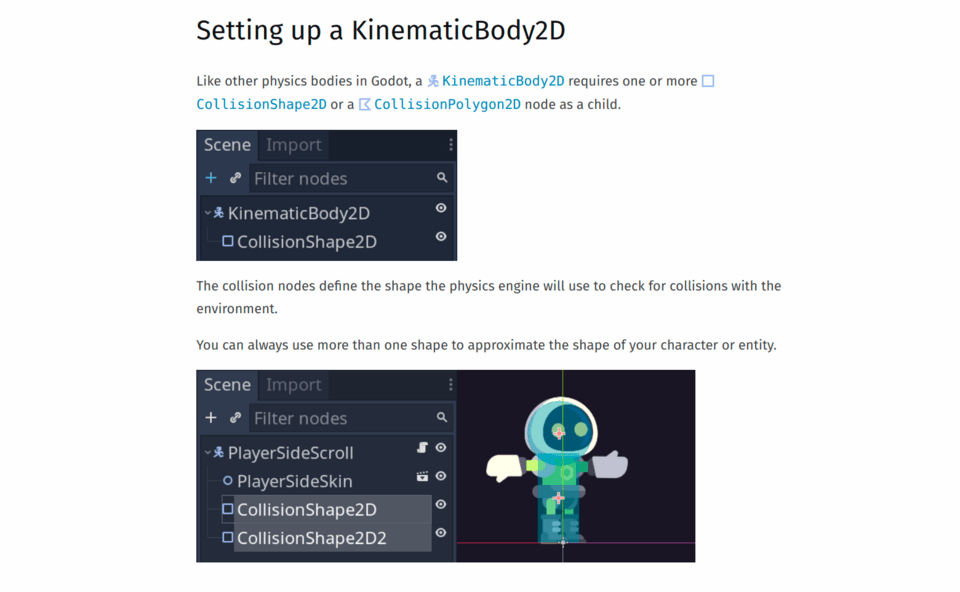 Setting up a KinematicBody2D
Like other physics bodies in Godot, a KinematicBody2D requires one or more
CollisionShape2D or a CollisionPolygon2D node as a child.
Scene Import
Filter nodes
KinematicBody2D
CollisionShape2D
The collision nodes define the shape the physics engine will use to check for collisions with the
environment.
You can always use more than one shape to approximate the shape of your character or entity.
Scene Import
Filter nodes
PlayerSideScroll
PlayerSideSkin
CollisionShape2D
CollisionShape2D2